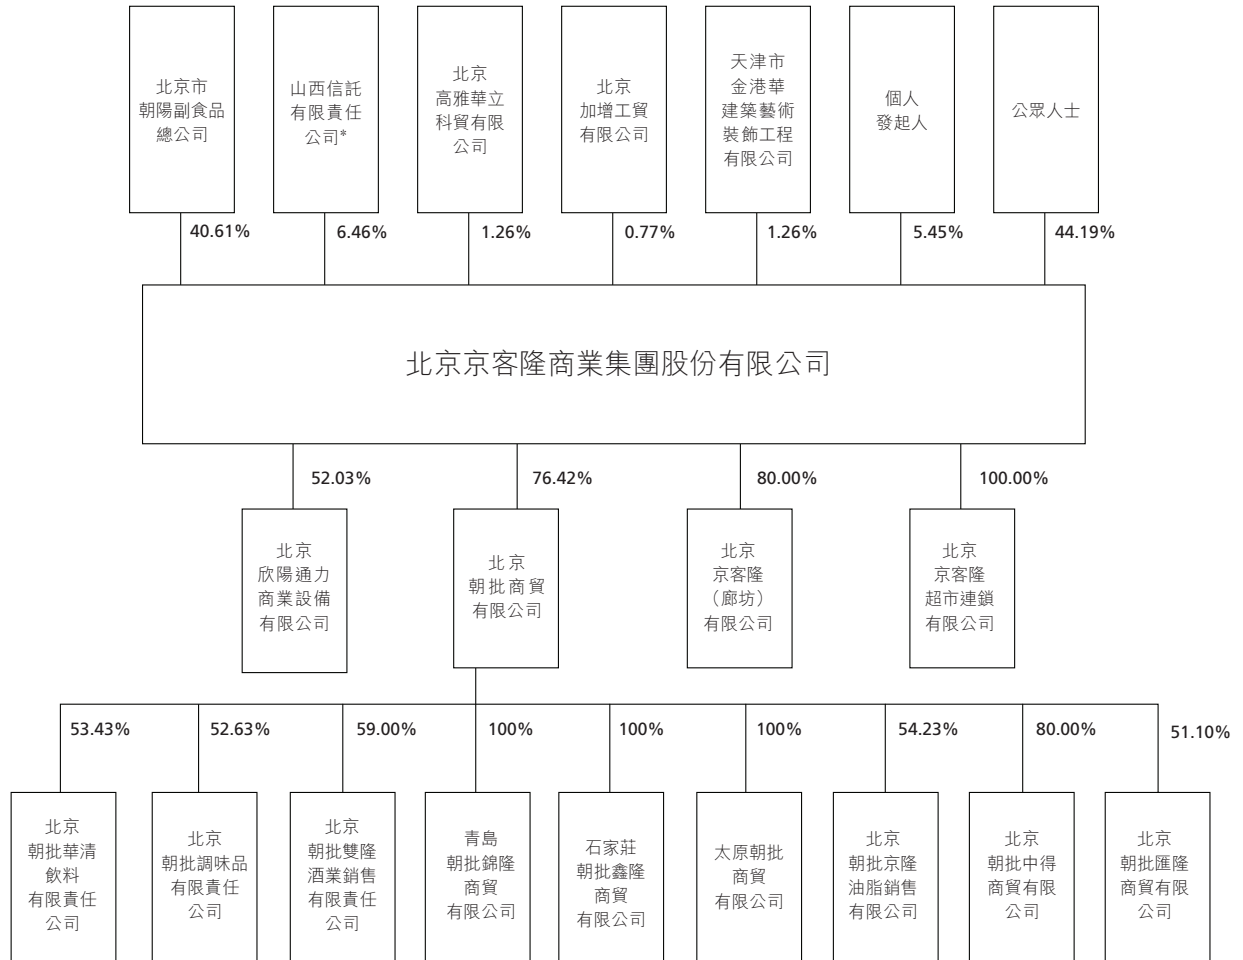 北京市
朝陽副食品
總公司
山西信託
有限責任
公司*
北京
高雅華立
科貿有限
公司
北京
加增工貿
有限公司
天津市
金港華
建築藝術
裝飾工程
有限公司
個人
發起人
公眾人士
40.61%
6.46%
1.26%
0.77%
1.26%
5.45%
44.19%
北京京客隆商業集團股份有限公司
52.03%
76.42%
80.00%
100.00%
北京
欣陽通力
商業設備
有限公司
北京
朝批商貿
有限公司
北京
京客隆
（廊坊）
有限公司
北京
京客隆
超市連鎖
有限公司
53.43%
52.63%
59.00%
100%
100%
100%
54.23%
80.00%
51.10%
北京
朝批華清
飲料
有限責任
公司
北京
朝批調味品
有限責任
公司
北京
朝批雙隆
酒業銷售
有限責任
公司
青島
朝批錦隆
商貿
有限公司
石家莊
朝批鑫隆
商貿
有限公司
太原朝批
商貿
有限公司
北京
朝批京隆
油脂銷售
有限公司
北京
朝批中得
商貿有限
公司
北京
朝批匯隆
商貿有限
公司